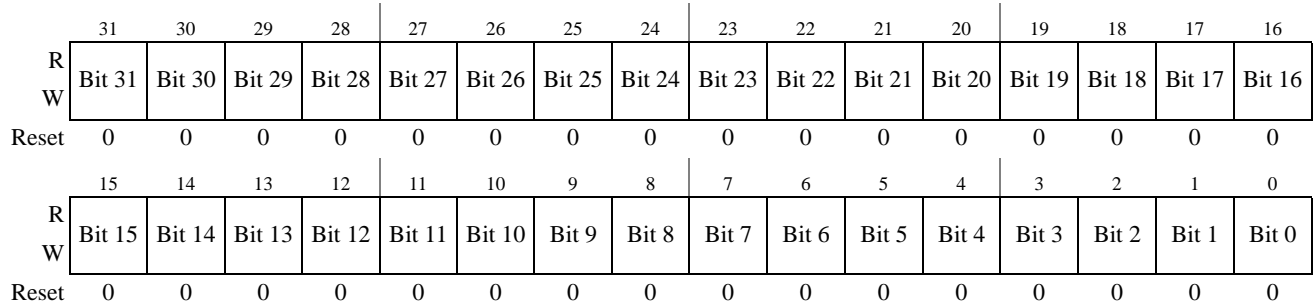 31 30 29 28 27 26 25 24 23 22 21 20 19 18 17 16
R
Bit 31 Bit 30 Bit 29 Bit 28 Bit 27 Bit 26 Bit 25 Bit 24 Bit 23 Bit 22 Bit 21 Bit 20 Bit 19 Bit 18 Bit 17 Bit 16
W
Reset 0 0 0 0 0 0 0 0 0 0 0 0 0 0 0 0
15 14 13 12 11 10 9 8 7 6 5 4 3 2 1 0
R
Bit 15 Bit 14 Bit 13 Bit 12 Bit 11 Bit 10 Bit 9 Bit 8 Bit 7 Bit 6 Bit 5 Bit 4 Bit 3 Bit 2 Bit 1 Bit 0
W
Reset 0 0 0 0 0 0 0 0 0 0 0 0 0 0 0 0